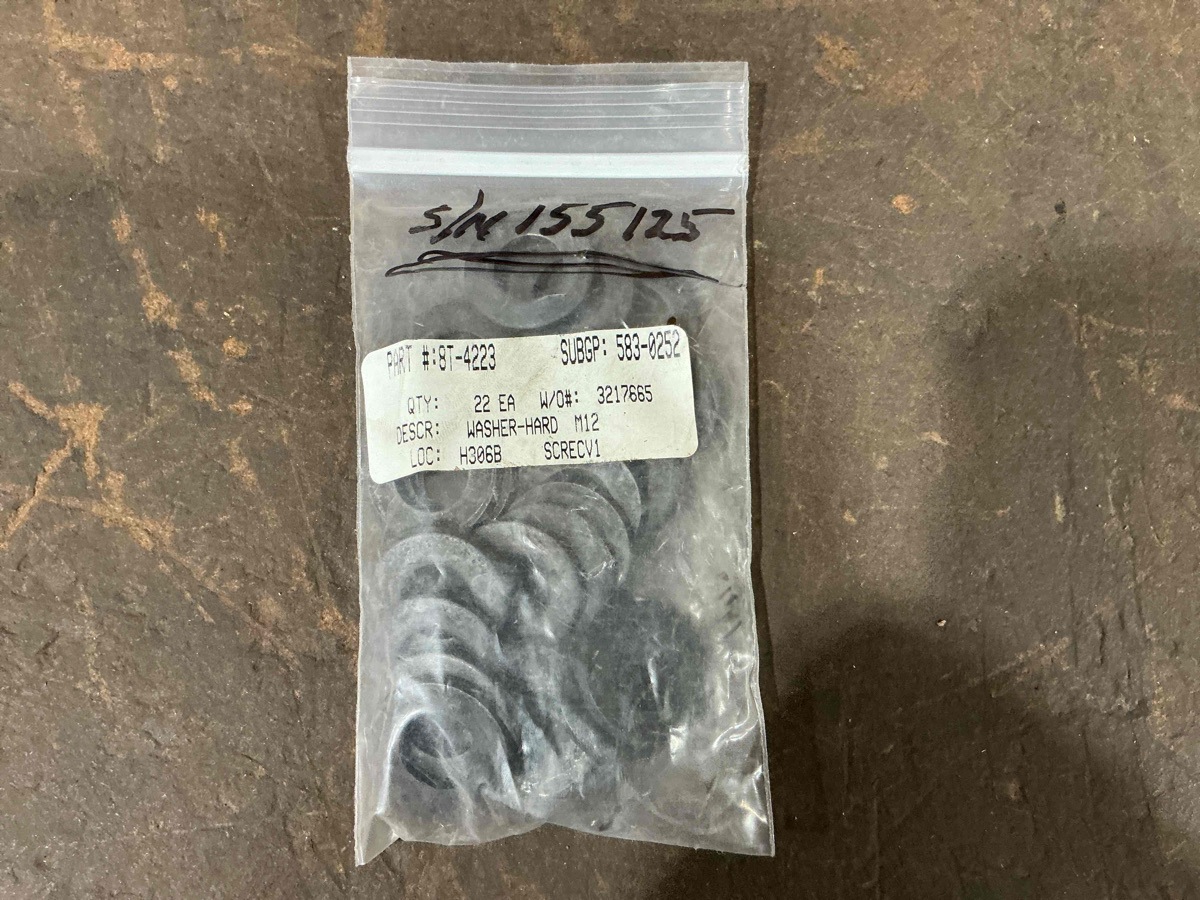 S/N 155125
PART #:8T-4223 SUBGP: 583-0252
QTY: 22 EA W/O#: 3217665
DESCR: WASHER-HARD M12
LOC: H306B SCRECV1